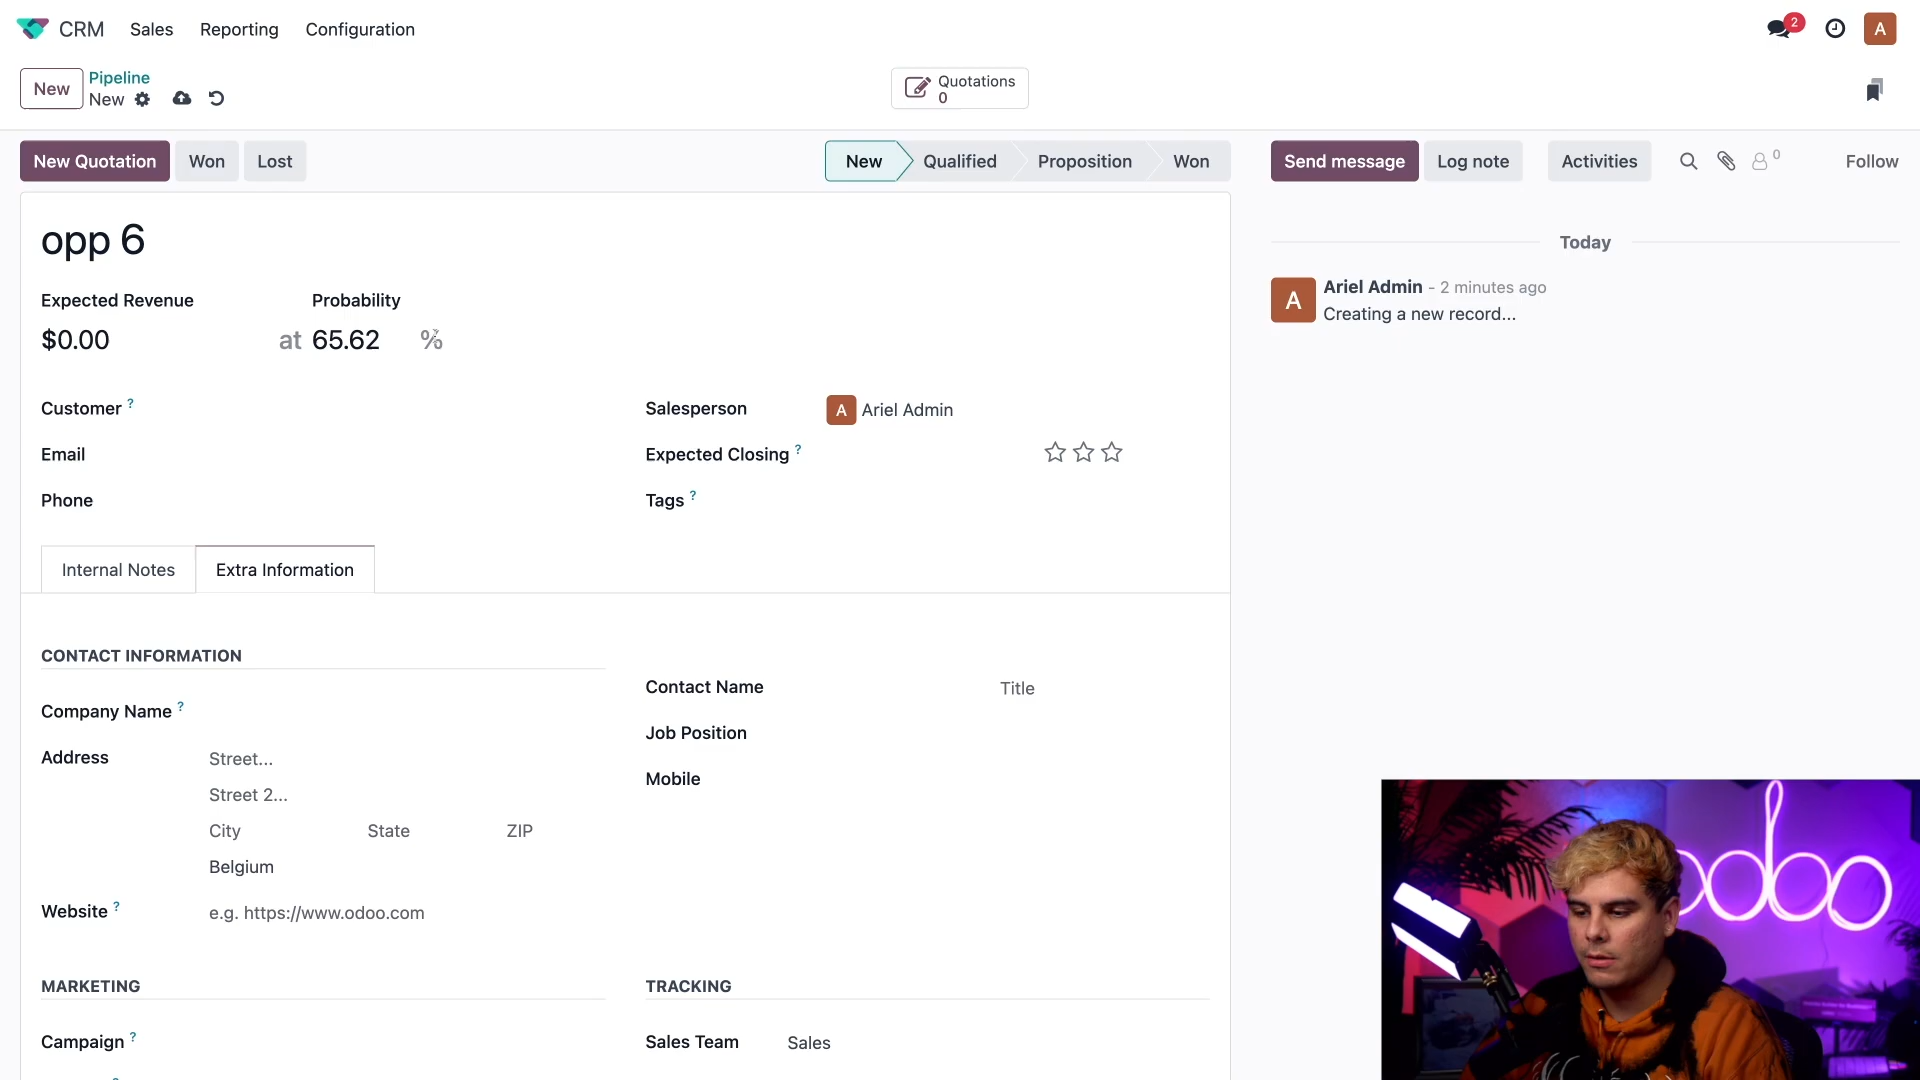 CRM Sales Reporting Configuration 2 A
New Pipeline
New
Quotations
0
New Quotation Won Lost New Qualified Proposition Won Send message Log note Activities 0 Follow
opp 6
Today
Expected Revenue Probability
A Ariel Admin - 2 minutes ago
Creating a new record...
$0.00 at 65.62 %
Customer ? Salesperson A Ariel Admin
Email Expected Closing ?
Phone Tags ?
Internal Notes Extra Information
CONTACT INFORMATION
Contact Name Title
Company Name ?
Job Position
Address Street...
Mobile
Street 2...
City State ZIP
Belgium
Website ? e.g. https://www.odoo.com
odoo
MARKETING TRACKING
Campaign ? Sales Team Sales